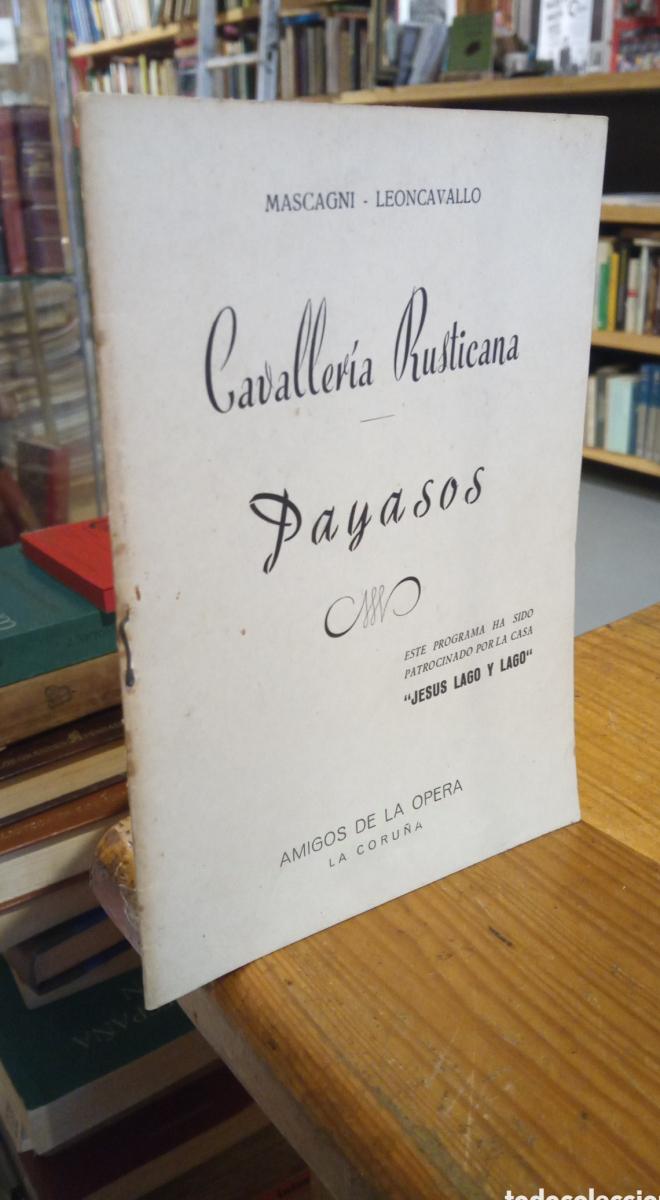 MASCAGNI - LEONCAVALLO
Cavallería Rusticana
Payasos
ESTE PROGRAMA HA SIDO
PATROCINADO POR LA CASA
“JESUS LAGO Y LAGO“
AMIGOS DE LA OPERA
LA CORUÑA